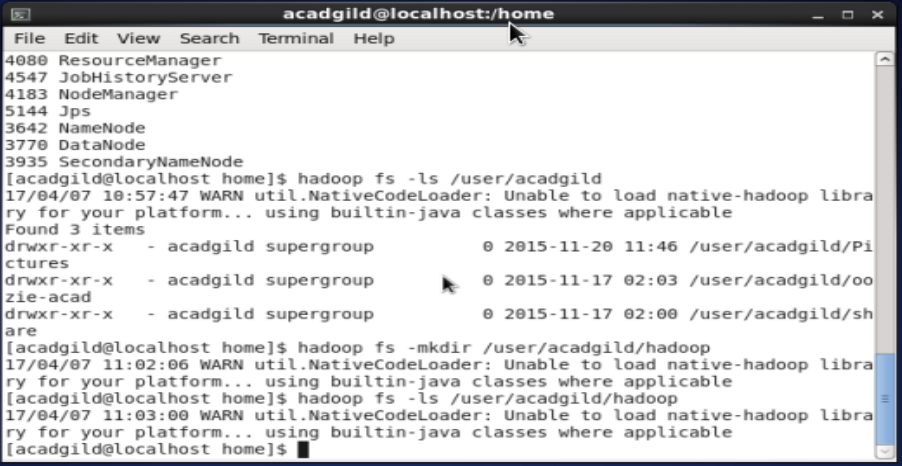 acadgild@localhost:/home
File Edit View Search Terminal Help
4080 ResourceManager
4547 JobHistoryServer
4183 NodeManager
5144 Jps
3642 NameNode
3770 DataNode
3935 SecondaryNameNode
[acadgild@localhost home]$ hadoop fs -ls /user/acadgild
17/04/07 10:57:47 WARN util.NativeCodeLoader: Unable to load native-hadoop libra
ry for your platform... using builtin-java classes where applicable
Found 3 items
drwxr-xr-x   - acadgild supergroup          0 2015-11-20 11:46 /user/acadgild/Pi
ctures
drwxr-xr-x   - acadgild supergroup          0 2015-11-17 02:03 /user/acadgild/oo
zie-acad
drwxr-xr-x   - acadgild supergroup          0 2015-11-17 02:00 /user/acadgild/sh
are
[acadgild@localhost home]$ hadoop fs -mkdir /user/acadgild/hadoop
17/04/07 11:02:06 WARN util.NativeCodeLoader: Unable to load native-hadoop libra
ry for your platform... using builtin-java classes where applicable
[acadgild@localhost home]$ hadoop fs -ls /user/acadgild/hadoop
17/04/07 11:03:00 WARN util.NativeCodeLoader: Unable to load native-hadoop libra
ry for your platform... using builtin-java classes where applicable
[acadgild@localhost home]$